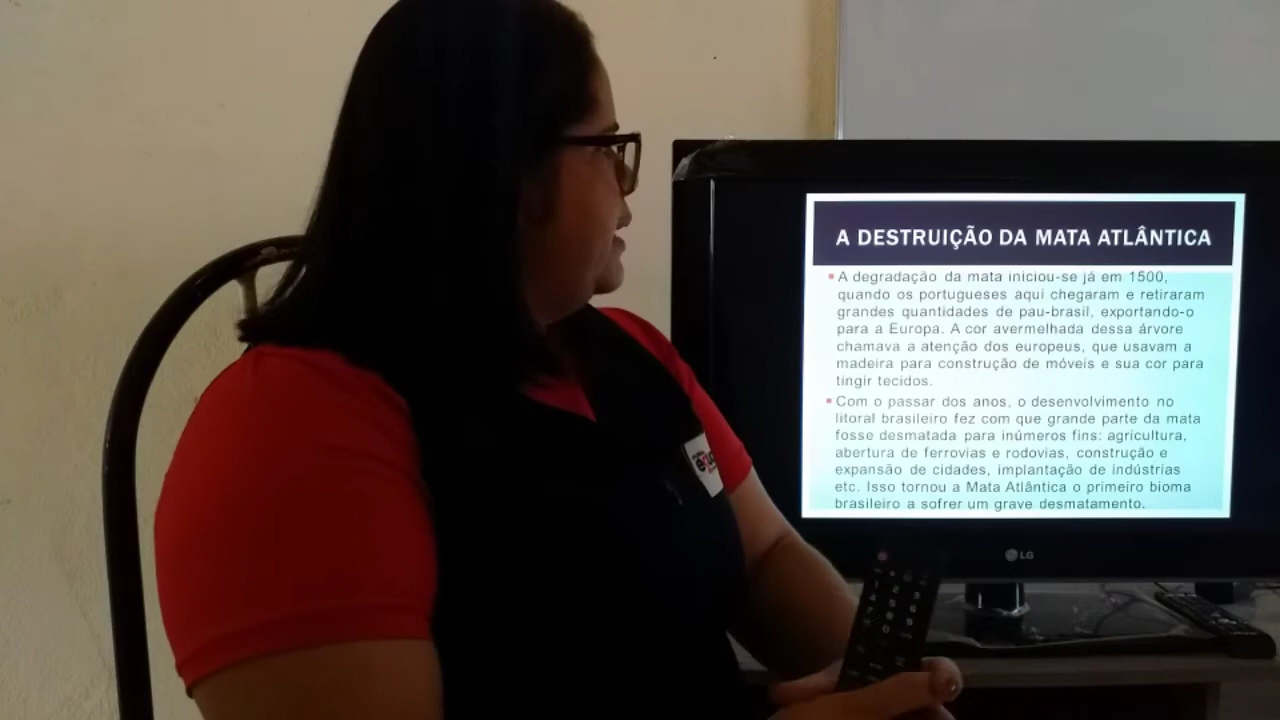 A DESTRUIÇÃO DA MATA ATLÂNTICA
A degradação da mata iniciou-se já em 1500,
quando os portugueses aqui chegaram e retiraram
grandes quantidades de pau-brasil, exportando-o
para a Europa. A cor avermelhada dessa árvore
chamava a atenção dos europeus, que usavam a
madeira para construção de móveis e sua cor para
tingir tecidos.
Com o passar dos anos, o desenvolvimento no
litoral brasileiro fez com que grande parte da mata
fosse desmatada para inúmeros fins: agricultura,
abertura de ferrovias e rodovias, construção e
expansão de cidades, implantação de indústrias
etc. Isso tornou a Mata Atlântica o primeiro bioma
brasileiro a sofrer um grave desmatamento.
LG